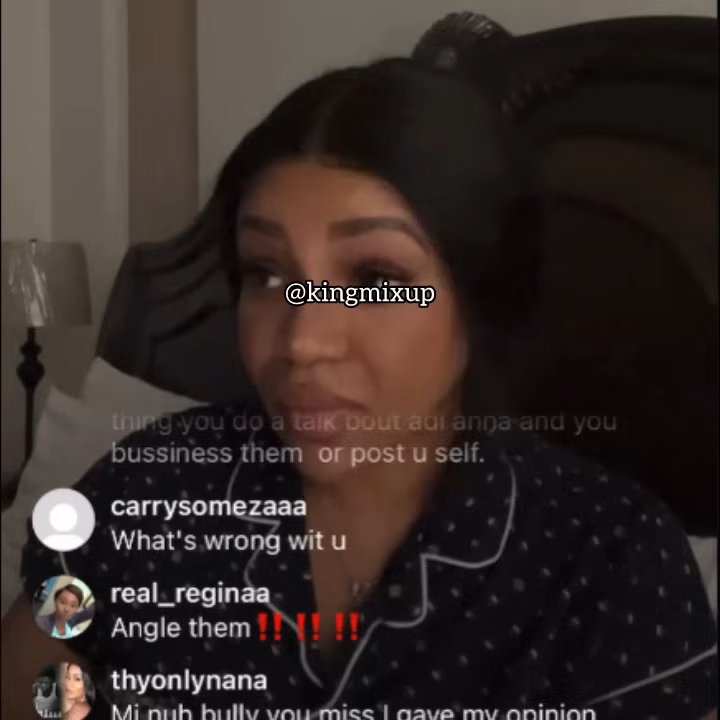 @kingmixup
thing you do a talk bout adi anna and you
bussiness them or post u self.
carrysomezaaa
What's wrong wit u
real_reginaa
Angle them‼️ ‼️ ‼️
thyonlynana
Mi nuh bully you miss I gave my opinion